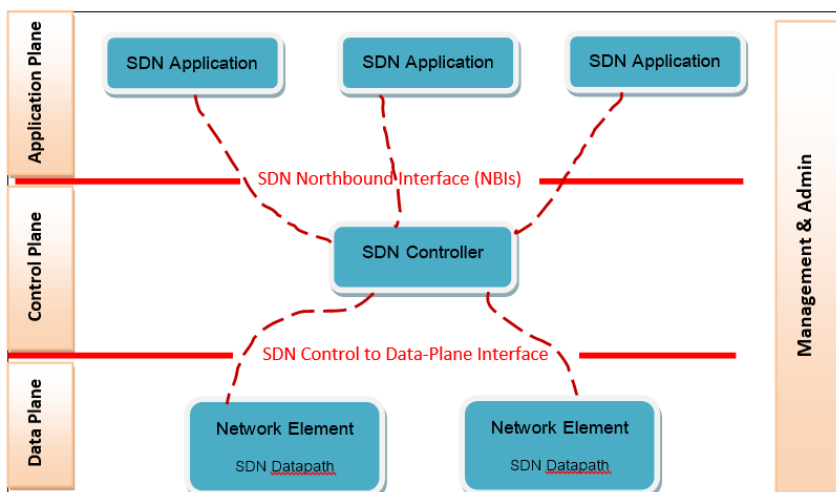 Application Plane
SDN Application
SDN Application
SDN Application
SDN Northbound Interface (NBIs)
Control Plane
SDN Controller
SDN Control to Data-Plane Interface
Data Plane
Network Element
SDN Datapath
Network Element
SDN Datapath
Management & Admin